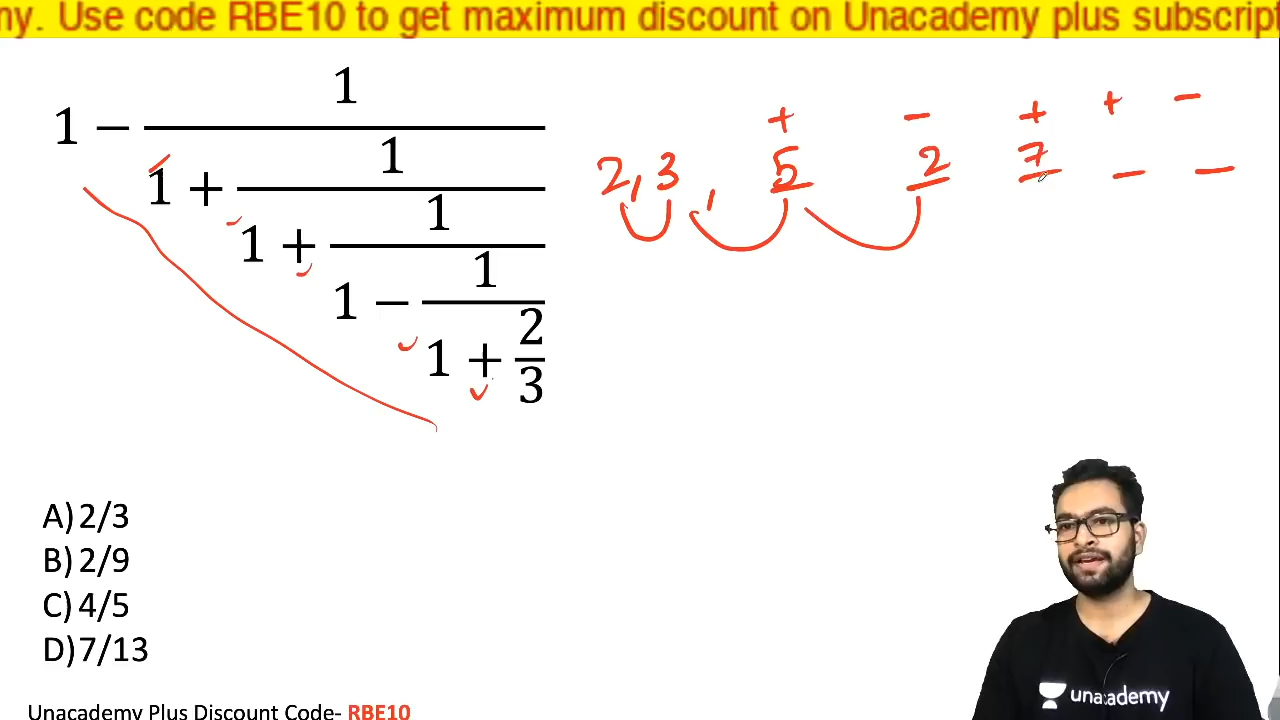 ny. Use code RBE10 to get maximum discount on Unacademy plus subscript
1 − 1
1 + 1
1 + 1
1 − 1
1 + 2/3
+ − + + −
2, 3, 5 2 7 _ _
A) 2/3
B) 2/9
C) 4/5
D) 7/13
unacademy
Unacademy Plus Discount Code- RBE10